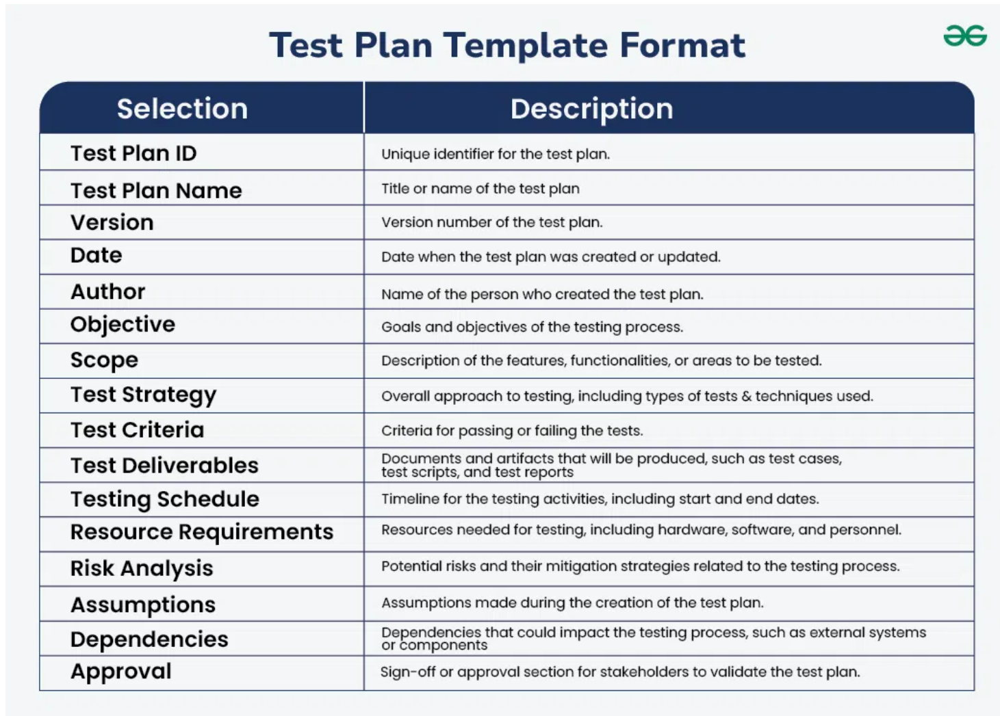 Test Plan Template Format
Selection
Description
Test Plan ID
Unique identifier for the test plan.
Test Plan Name
Title or name of the test plan
Version
Version number of the test plan.
Date
Date when the test plan was created or updated.
Author
Name of the person who created the test plan.
Objective
Goals and objectives of the testing process.
Scope
Description of the features, functionalities, or areas to be tested.
Test Strategy
Overall approach to testing, including types of tests & techniques used.
Test Criteria
Criteria for passing or failing the tests.
Test Deliverables
Documents and artifacts that will be produced, such as test cases,
test scripts, and test reports
Testing Schedule
Timeline for the testing activities, including start and end dates.
Resource Requirements
Resources needed for testing, including hardware, software, and personnel.
Risk Analysis
Potential risks and their mitigation strategies related to the testing process.
Assumptions
Assumptions made during the creation of the test plan.
Dependencies
Dependencies that could impact the testing process, such as external systems
or components
Approval
Sign-off or approval section for stakeholders to validate the test plan.